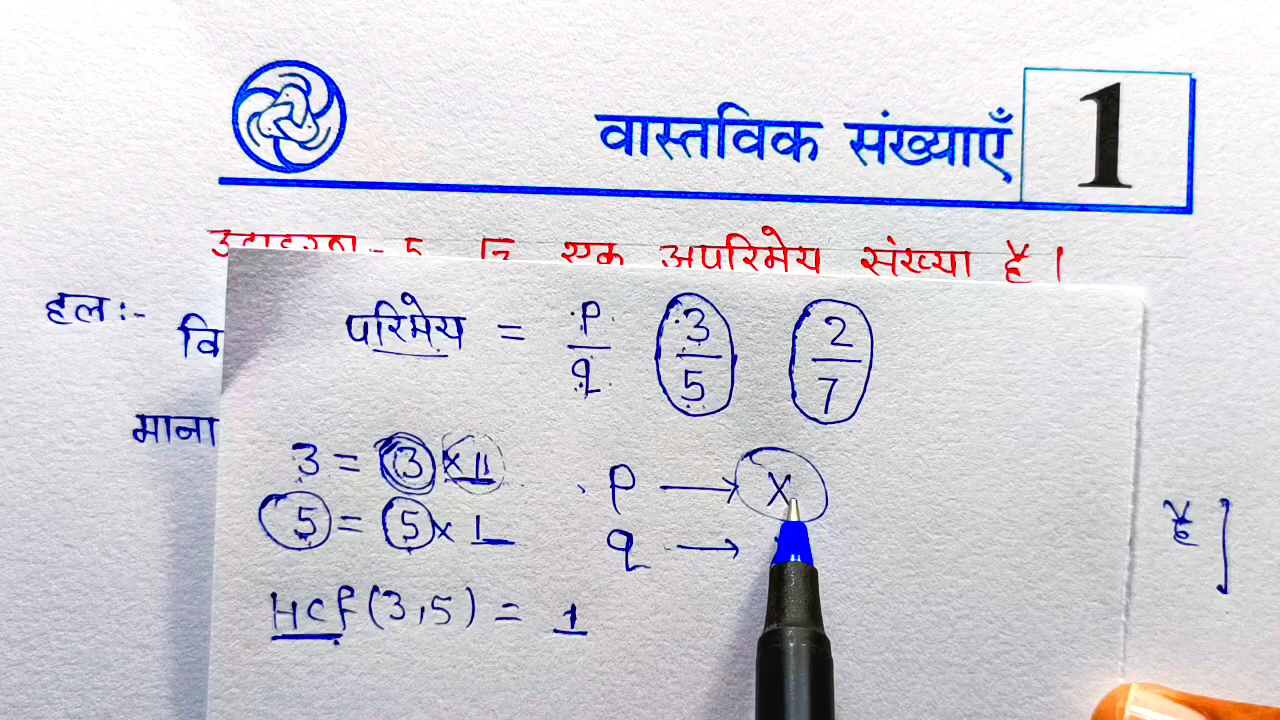 वास्तविक संख्याएँ 1
एक अपरिमेय संख्या है।
हल:-
वि
परिमेय = p/q 3/5 2/7
माना
3 = 3 × 1 p → x
5 = 5 × 1 q →
है]
HCF (3,5) = 1